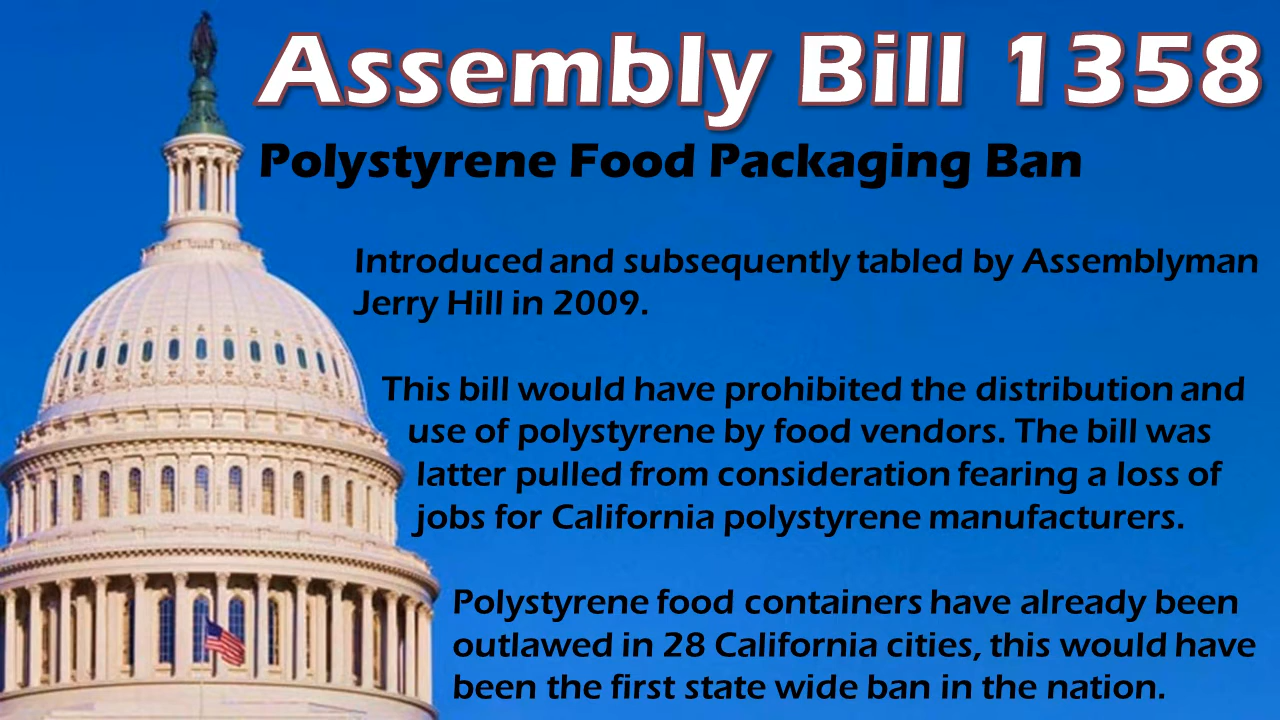 Assembly Bill 1358
Polystyrene Food Packaging Ban
Introduced and subsequently tabled by Assemblyman
Jerry Hill in 2009.
This bill would have prohibited the distribution and
use of polystyrene by food vendors. The bill was
latter pulled from consideration fearing a loss of
jobs for California polystyrene manufacturers.
Polystyrene food containers have already been
outlawed in 28 California cities, this would have
been the first state wide ban in the nation.